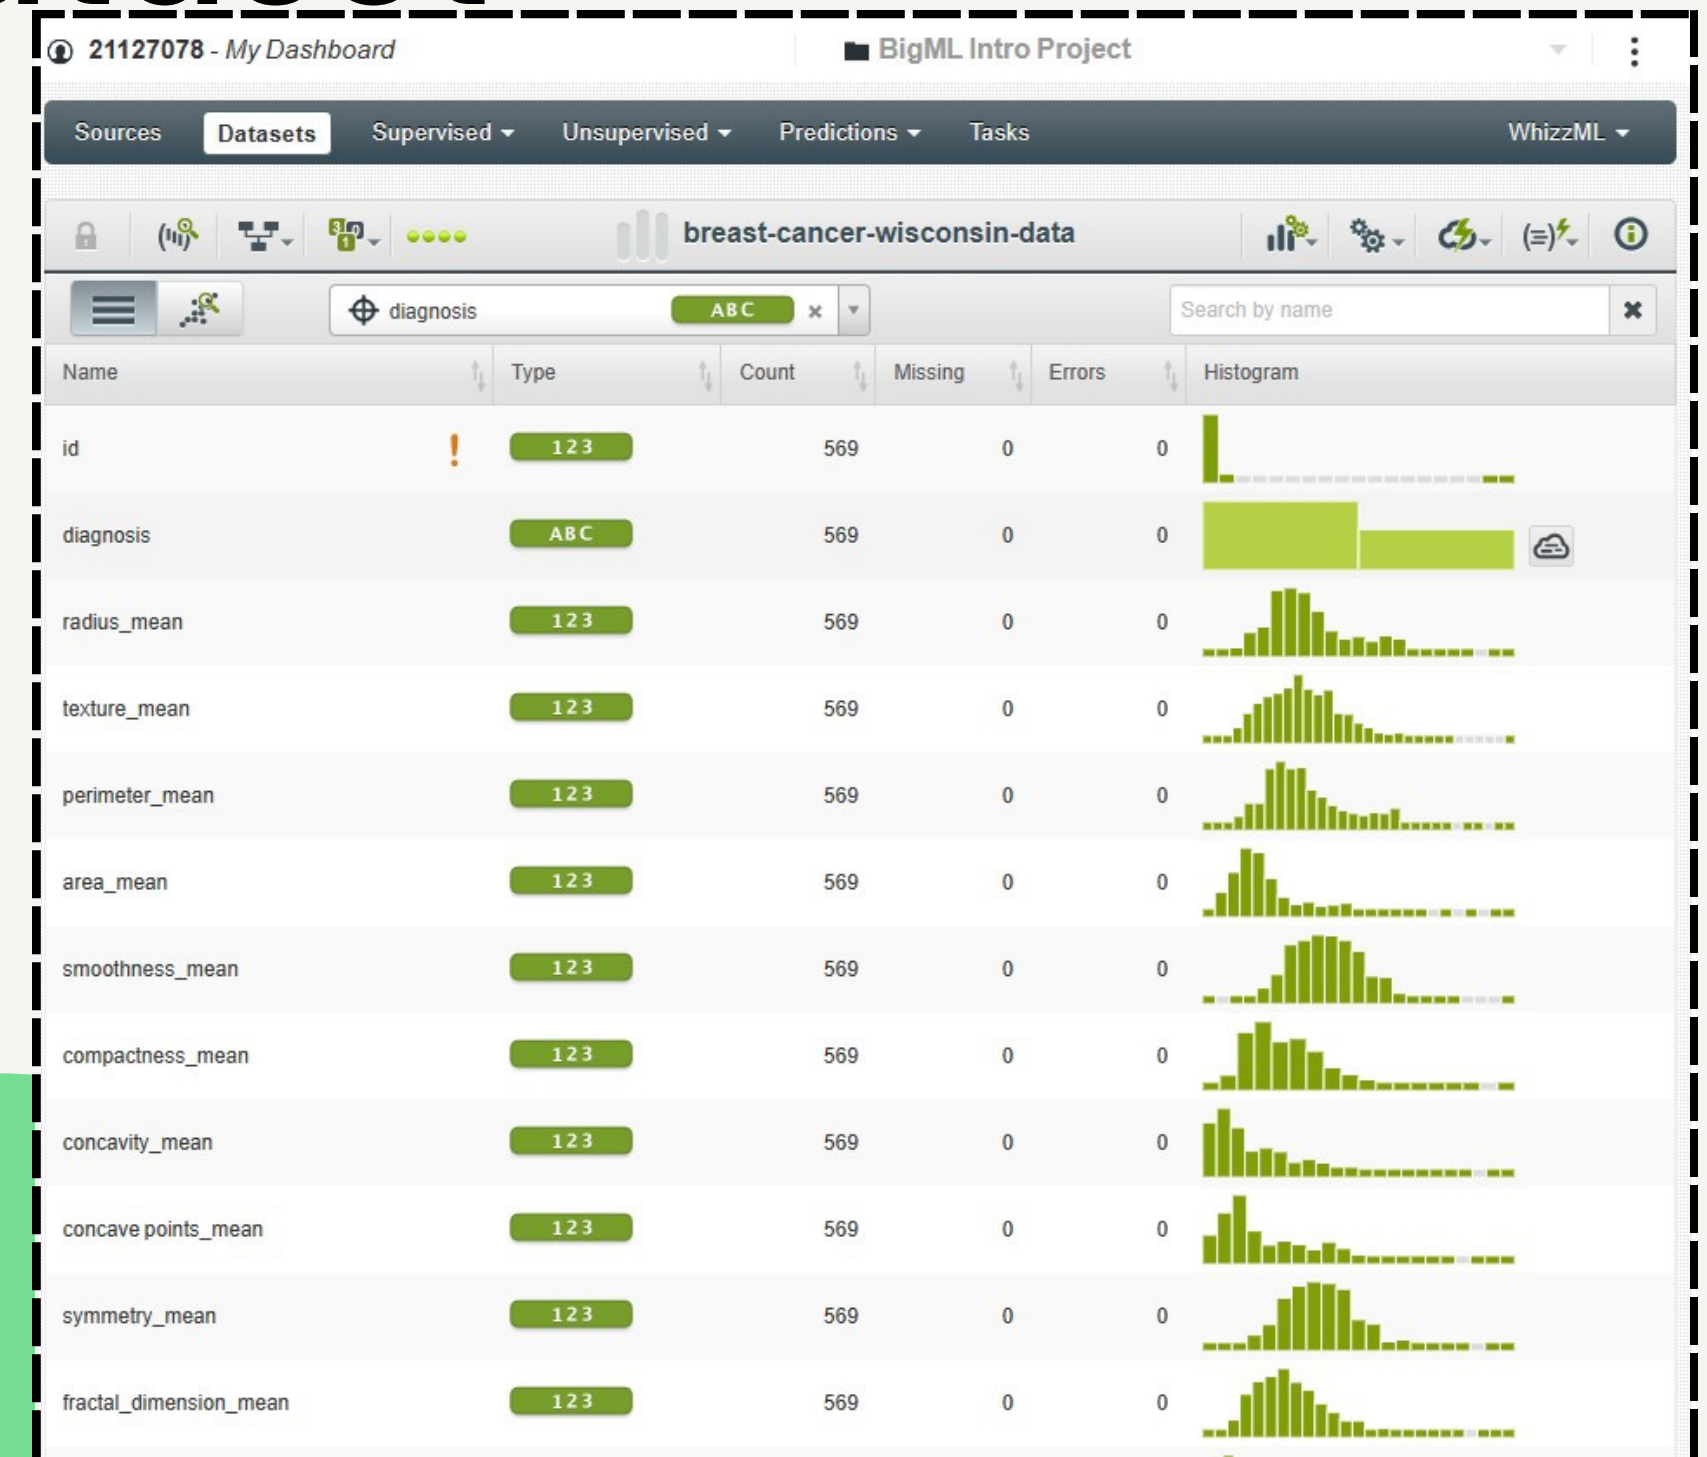 21127078 - My Dashboard BigML Intro Project
Sources Datasets Supervised Unsupervised Predictions Tasks WhizzML
breast-cancer-wisconsin-data
diagnosis ABC Search by name
Name Type Count Missing Errors Histogram
id ! 123 569 0 0
diagnosis ABC 569 0 0
radius_mean 123 569 0 0
texture_mean 123 569 0 0
perimeter_mean 123 569 0 0
area_mean 123 569 0 0
smoothness_mean 123 569 0 0
compactness_mean 123 569 0 0
concavity_mean 123 569 0 0
concave points_mean 123 569 0 0
symmetry_mean 123 569 0 0
fractal_dimension_mean 123 569 0 0